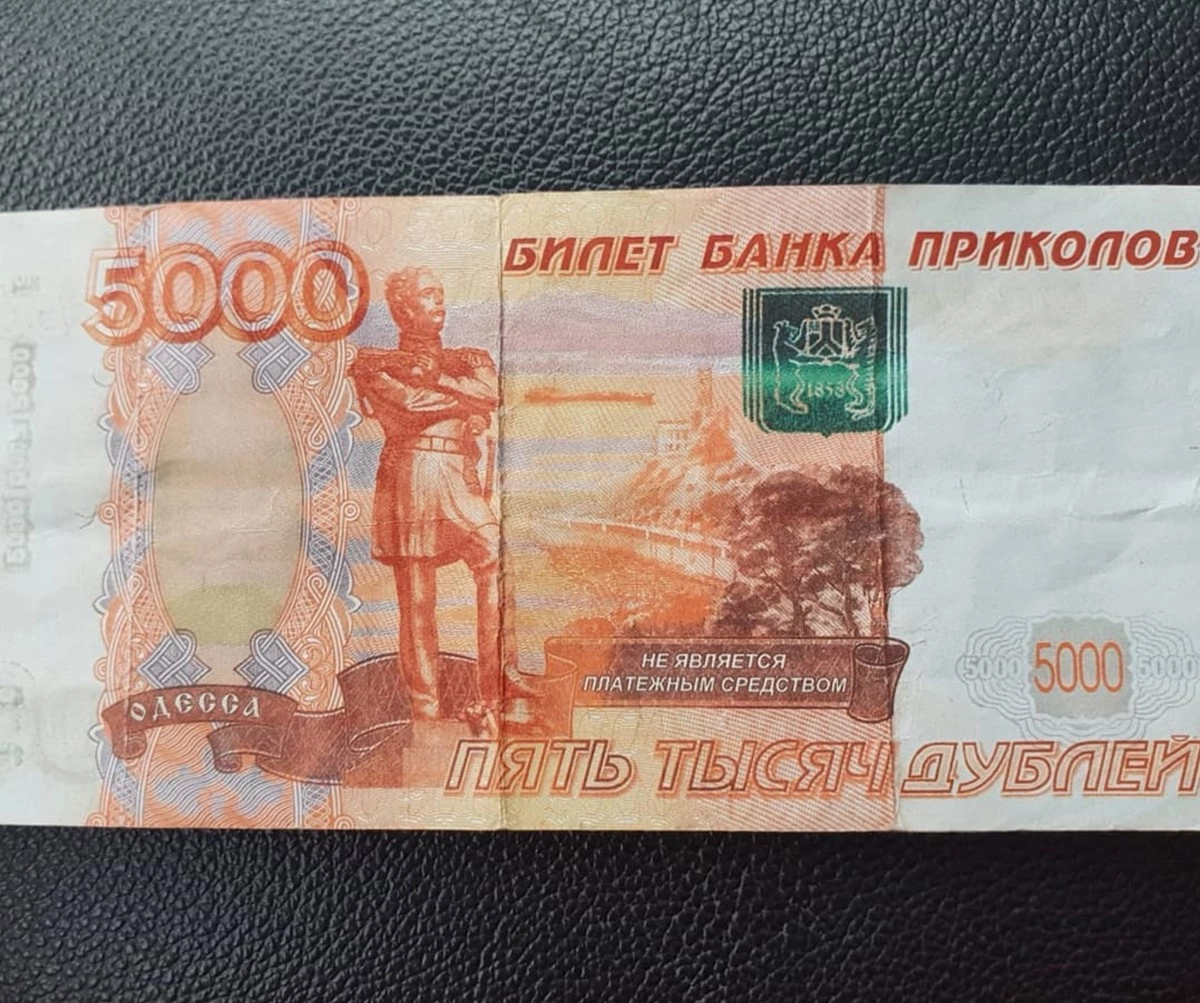 5000
БИЛЕТ БАНКА ПРИКОЛОВ
1858
НЕ ЯВЛЯЕТСЯ
ПЛАТЕЖНЫМ СРЕДСТВОМ
5000 5000 5000
ОДЕССА
ПЯТЬ ТЫСЯЧ ДУБЛЕЙ